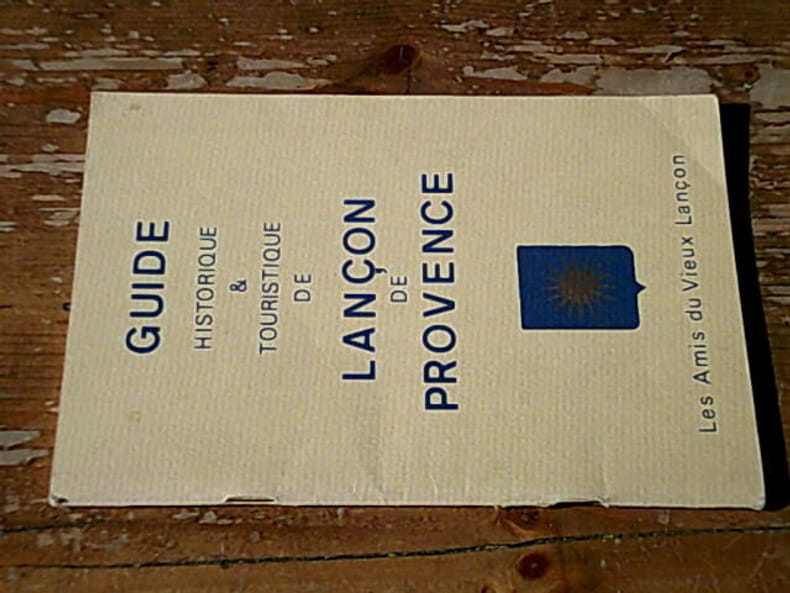 GUIDE
HISTORIQUE
&
TOURISTIQUE
DE
LANÇON
DE
PROVENCE
Les Amis du Vieux Lançon